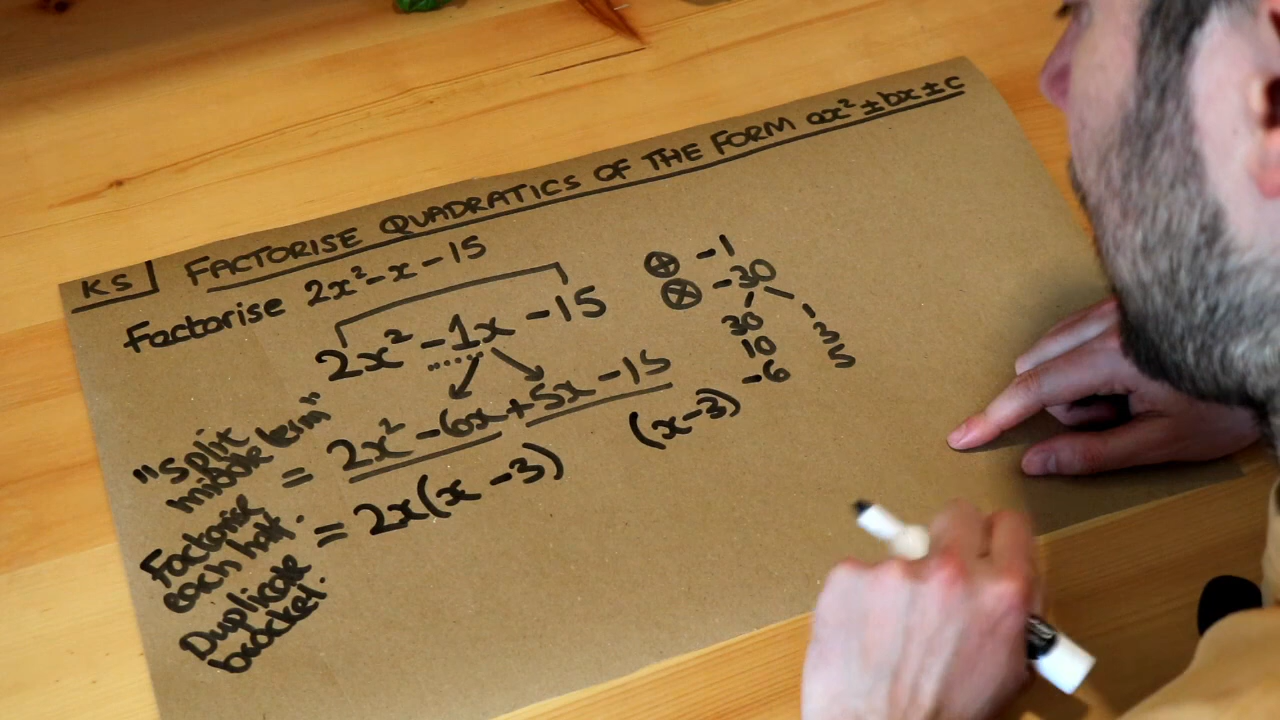 KS
FACTORISE QUADRATICS OF THE FORM ax² ± bx ± c
Factorise 2x² - x - 15
2x² - 1x - 15
⊕ -1
⊗ -30
30 - 
10 3
-6 5
"Split
middle term"
= 2x² - 6x + 5x - 15
Factorise
each half.
= 2x(x - 3) (x-3)
Duplicate
bracket.